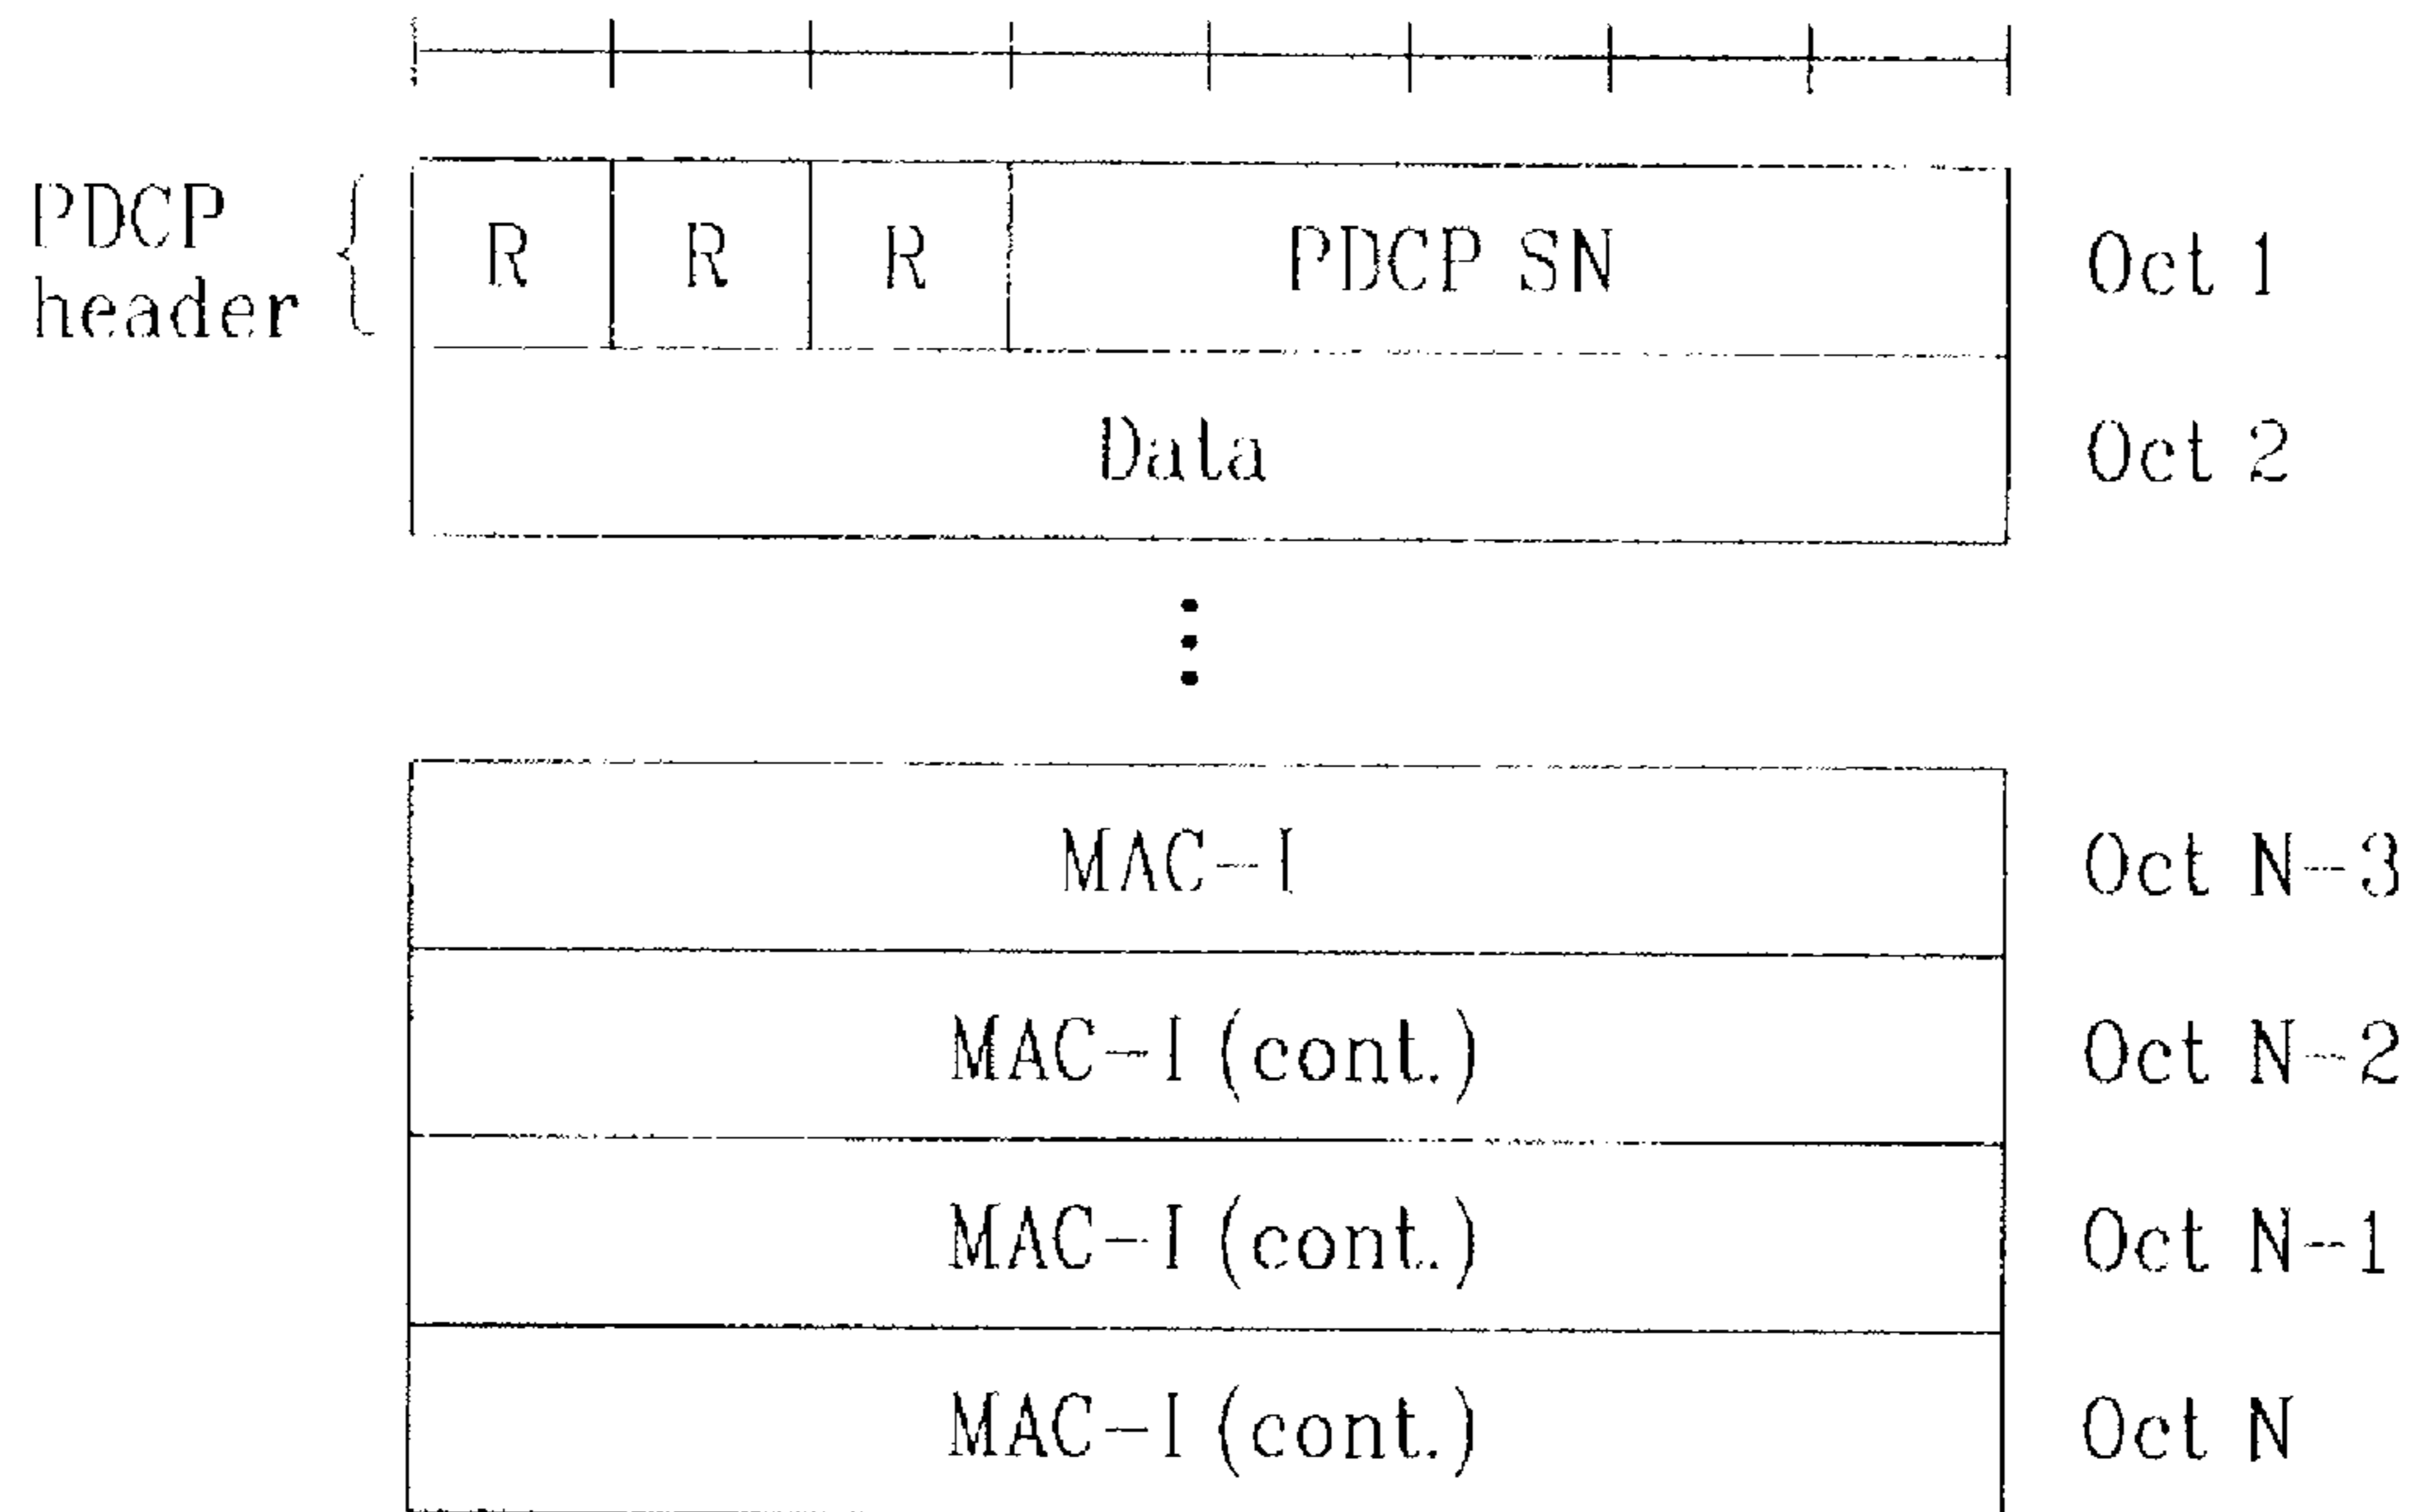 PDCP
header
R R R PDCP SN Oct 1
Data Oct 2
MAC-I Oct N-3
MAC-I (cont.) Oct N-2
MAC-I (cont.) Oct N-1
MAC-I (cont.) Oct N